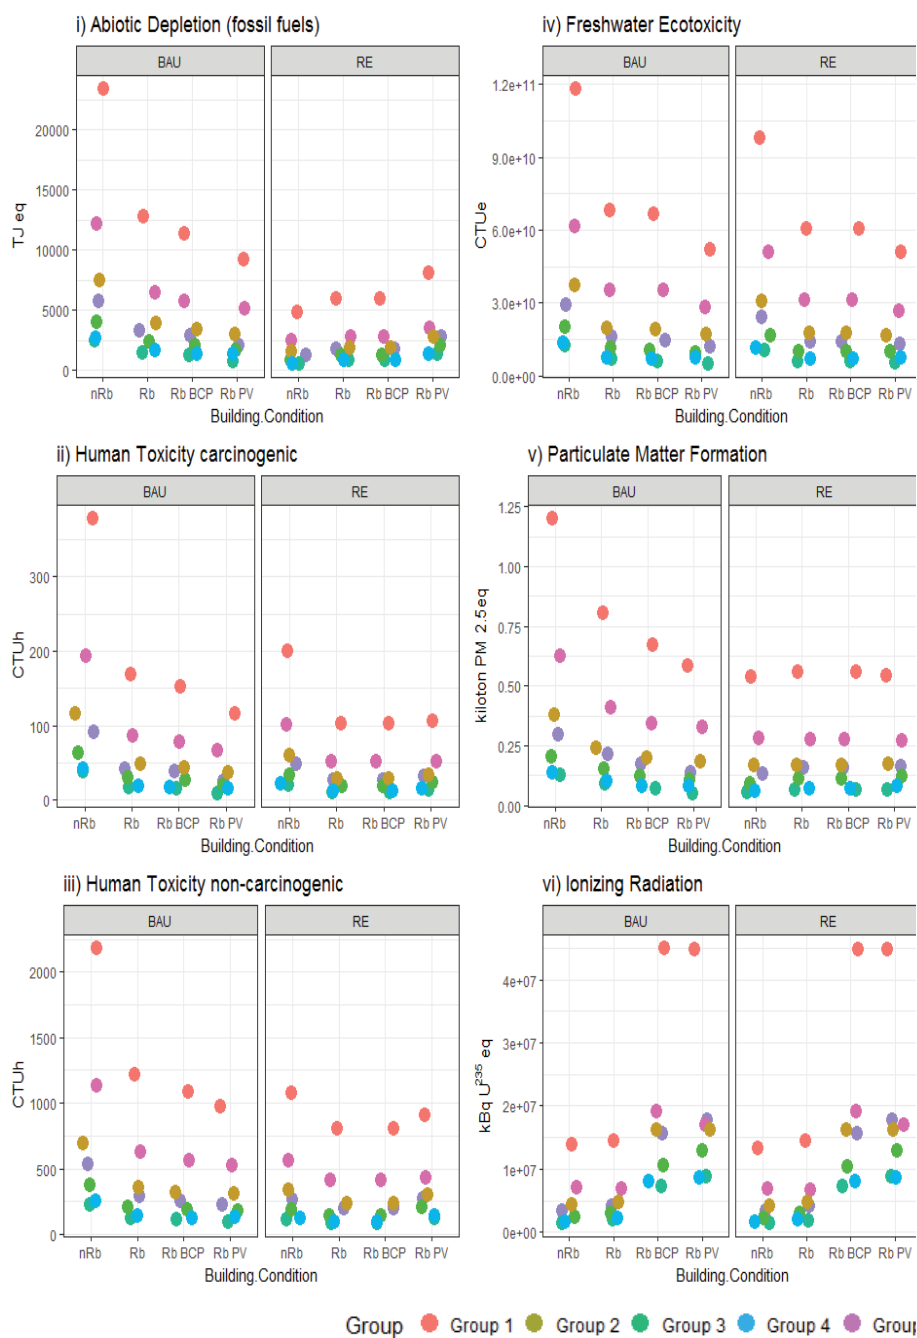 i) Abiotic Depletion (fossil fuels)
BAU RE
TJ eq
20000
15000
10000
5000
0
nRb Rb Rb BCP Rb PV nRb Rb Rb BCP Rb PV
Building.Condition
iv) Freshwater Ecotoxicity
BAU RE
CTUe
1.2e+11
9.0e+10
6.0e+10
3.0e+10
0.0e+00
nRb Rb Rb BCP Rb PV nRb Rb Rb BCP Rb PV
Building.Condition
ii) Human Toxicity carcinogenic
BAU RE
CTUh
300
200
100
0
nRb Rb Rb BCP Rb PV nRb Rb Rb BCP Rb PV
Building.Condition
v) Particulate Matter Formation
BAU RE
kiloton PM 2.5eq
1.25
1.00
0.75
0.50
0.25
0.00
nRb Rb Rb BCP Rb PV nRb Rb Rb BCP Rb PV
Building.Condition
iii) Human Toxicity non-carcinogenic
BAU RE
CTUh
2000
1500
1000
500
0
nRb Rb Rb BCP Rb PV nRb Rb Rb BCP Rb PV
Building.Condition
vi) Ionizing Radiation
BAU RE
kBq U²³⁵ eq
4e+07
3e+07
2e+07
1e+07
0e+00
nRb Rb Rb BCP Rb PV nRb Rb Rb BCP Rb PV
Building.Condition
Group Group 1 Group 2 Group 3 Group 4 Group